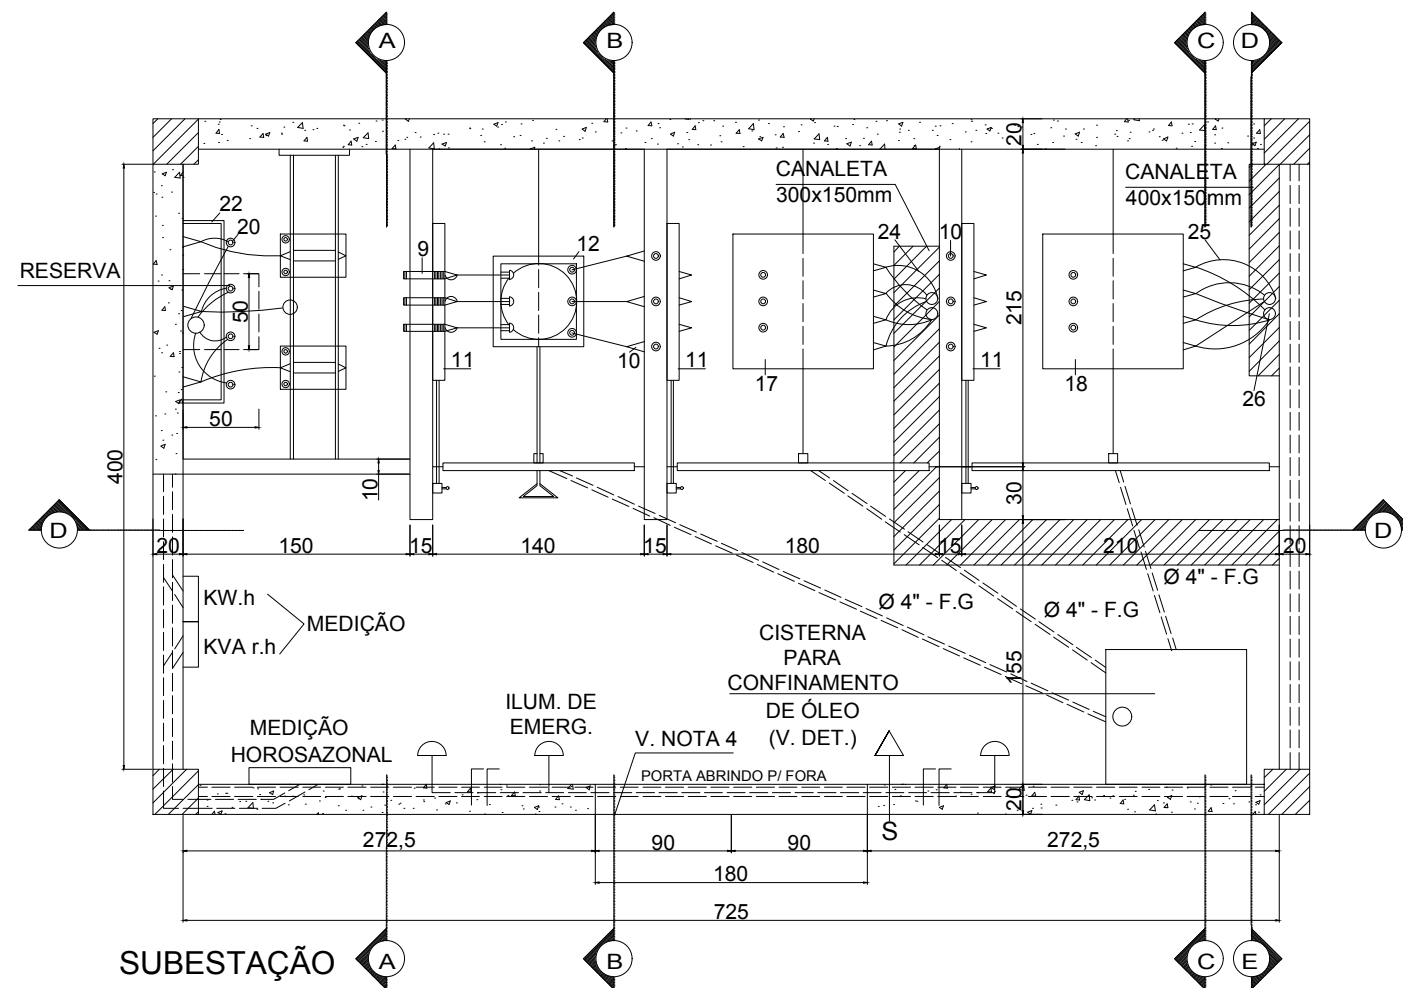 A
B
C
D
20
CANALETA
300x150mm
CANALETA
400x150mm
22
20
RESERVA
9
12
24
10
25
50
215
400
11
10
11
17
11
18
26
50
10
30
D
D
20
150
15
140
15
180
15
210
20
KW.h
KVA r.h
MEDIÇÃO
Ø 4" - F.G
Ø 4" - F.G
Ø 4" - F.G
CISTERNA
PARA
CONFINAMENTO
DE ÓLEO
(V. DET.)
155
ILUM. DE
EMERG.
MEDIÇÃO
HOROSAZONAL
V. NOTA 4
PORTA ABRINDO P/ FORA
20
S
272,5
90
90
272,5
180
725
SUBESTAÇÃO
A
B
C
E